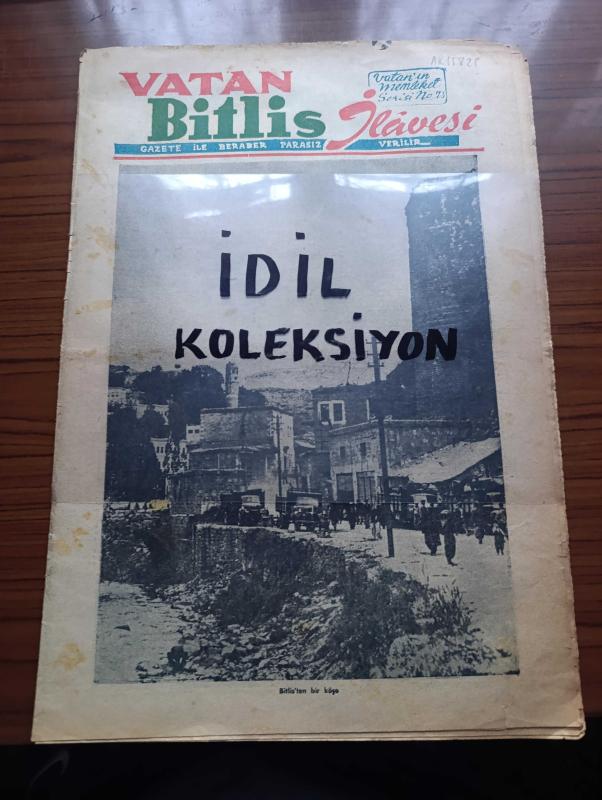 VATAN
Bitlis İlâvesi
Vatan'ın
Memleket
Serisi No 73
GAZETE İLE BERABER PARASIZ VERİLİR
İDİL
KOLEKSİYON
Bitlis'ten bir köşe